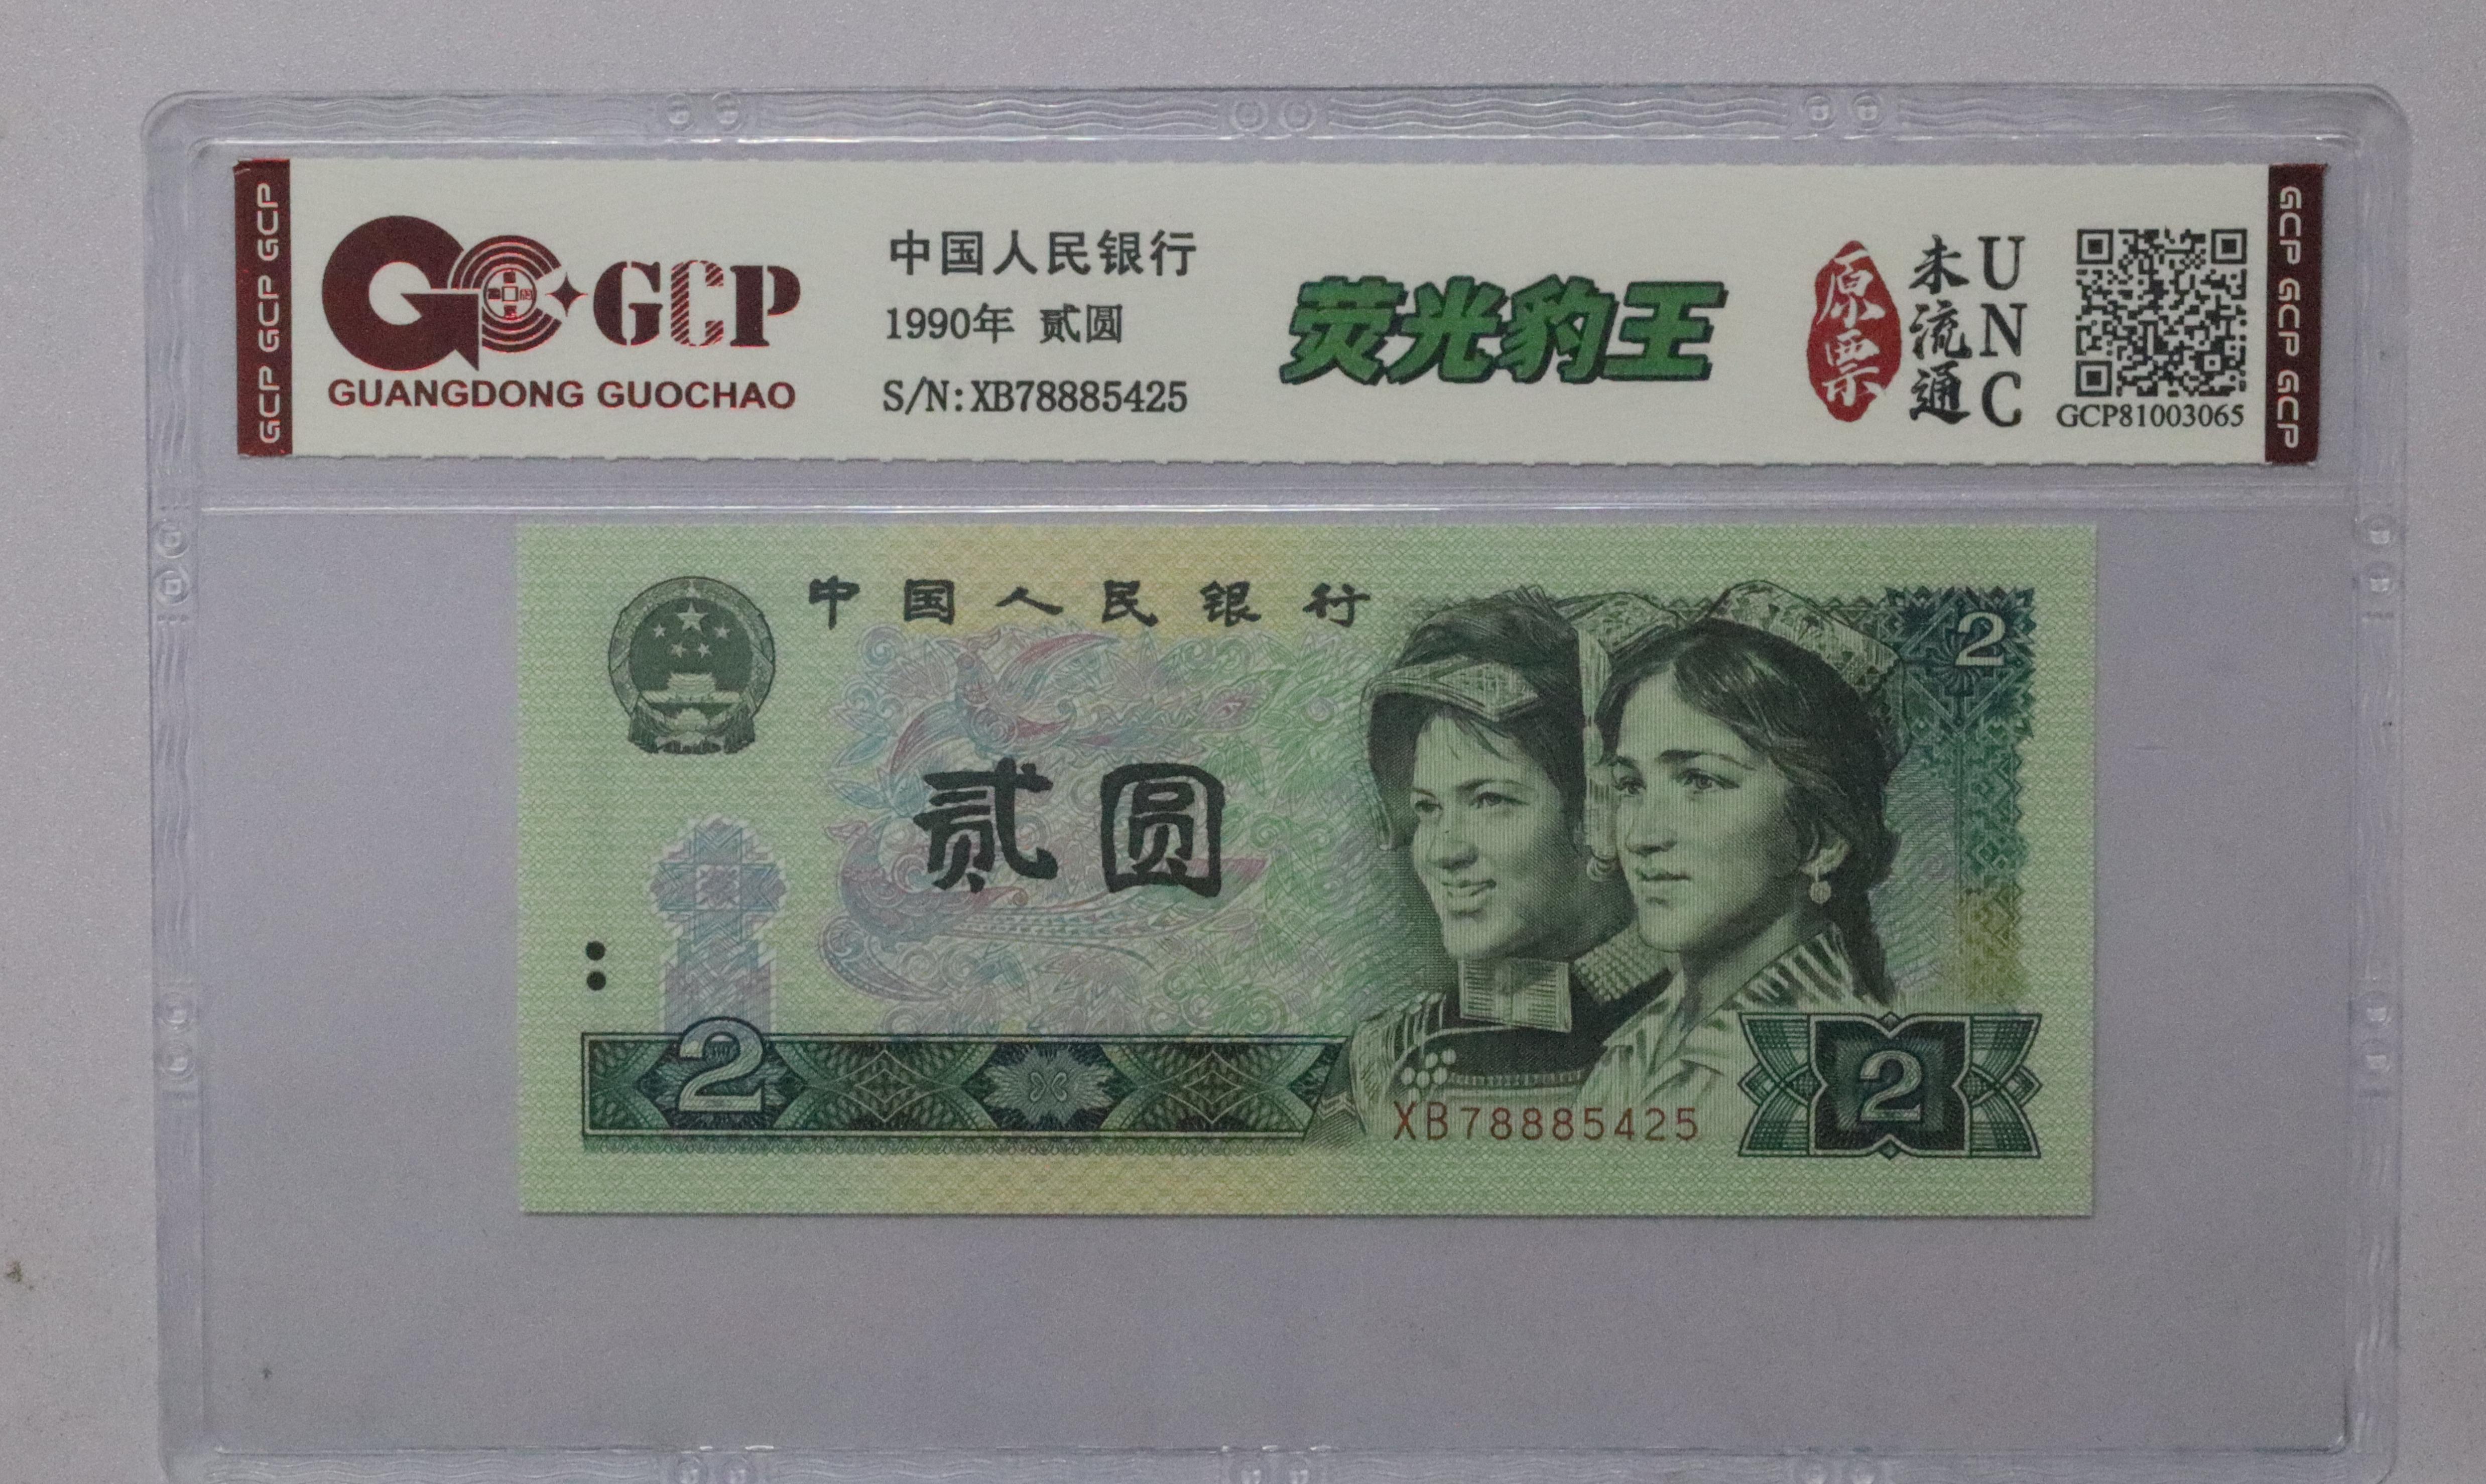 GCP GCP GCP
GCP
GUANGDONG GUOCHAO
中国人民银行
1990年 贰圆
S/N:XB78885425
荧光豹王
原票
未流通
UNC
GCP81003065
GCP GCP GCP
中国人民银行
贰圆
2
2
XB78885425
2